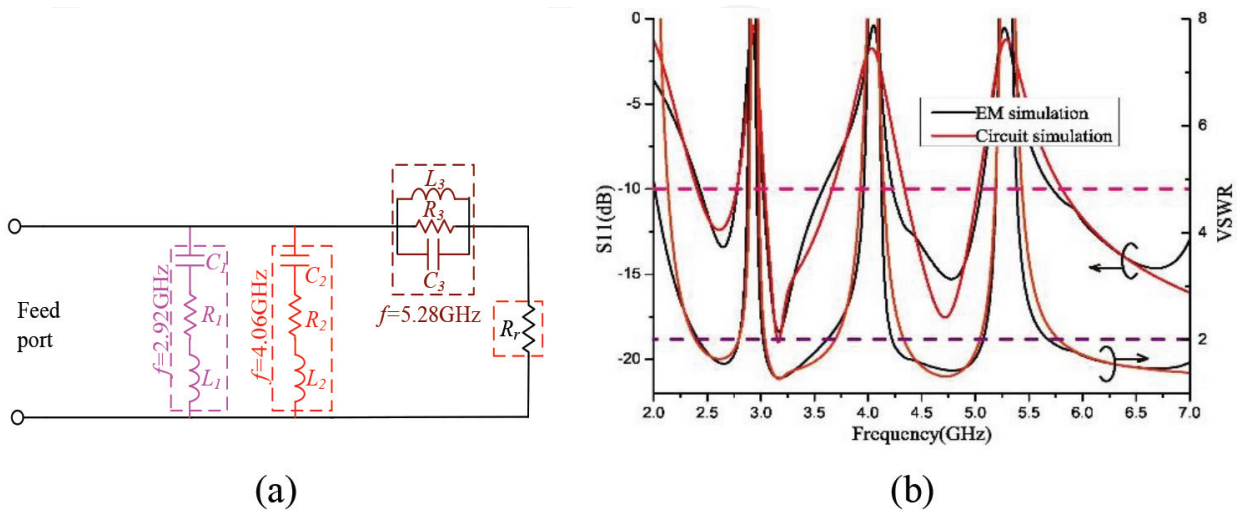 Feed
port
f=2.92GHz
C1
R1
L1
f=4.06GHz
C2
R2
L2
L3
R3
C3
f=5.28GHz
Rr
(a)
S11(dB)
0
-5
-10
-15
-20
EM simulation
Circuit simulation
8
6
4
2
VSWR
2.0 2.5 3.0 3.5 4.0 4.5 5.0 5.5 6.0 6.5 7.0
Frequency(GHz)
(b)